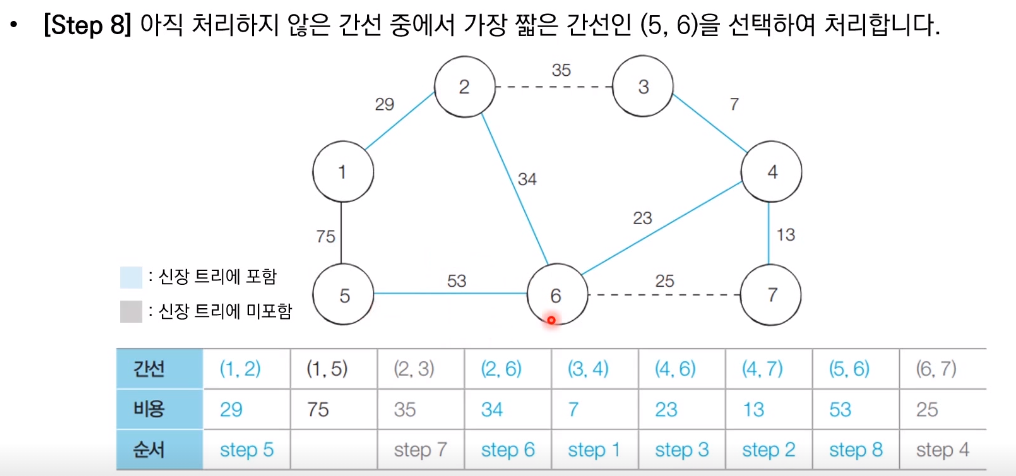 • [Step 8] 아직 처리하지 않은 간선 중에서 가장 짧은 간선인 (5, 6)을 선택하여 처리합니다.
35
2
3
29
7
1
4
34
23
75
13
: 신장 트리에 포함
53
25
5
6
7
: 신장 트리에 미포함
간선 (1, 2) (1, 5) (2, 3) (2, 6) (3, 4) (4, 6) (4, 7) (5, 6) (6, 7)
비용 29 75 35 34 7 23 13 53 25
순서 step 5 step 7 step 6 step 1 step 3 step 2 step 8 step 4